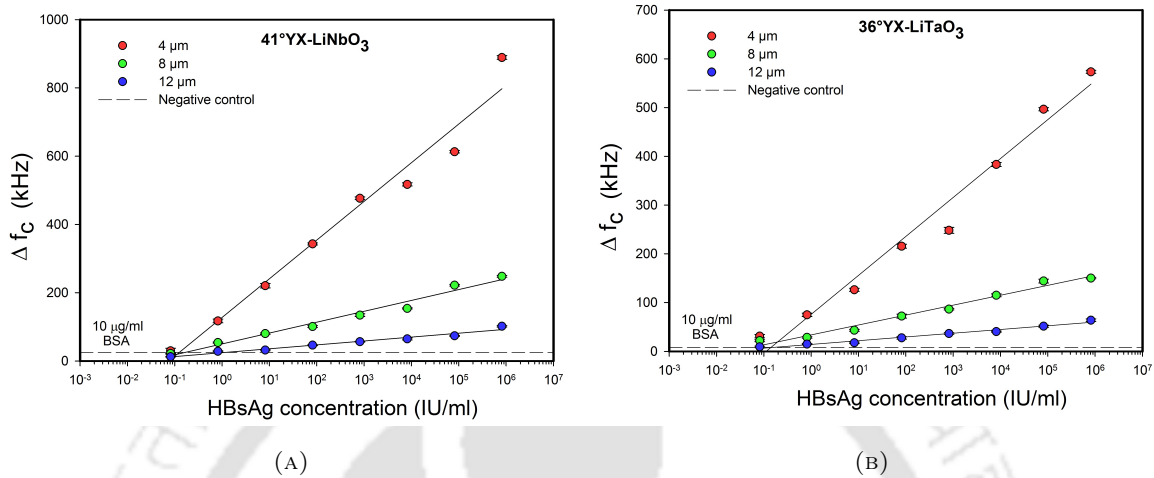 41°YX-LiNbO3
4 µm
8 µm
12 µm
Negative control
1000
800
600
400
200
0
Δ fC (kHz)
10 µg/ml
BSA
10-3 10-2 10-1 100 101 102 103 104 105 106 107
HBsAg concentration (IU/ml)
(A)
36°YX-LiTaO3
4 µm
8 µm
12 µm
Negative control
700
600
500
400
300
200
100
0
Δ fC (kHz)
10 µg/ml
BSA
10-3 10-2 10-1 100 101 102 103 104 105 106 107
HBsAg concentration (IU/ml)
(B)